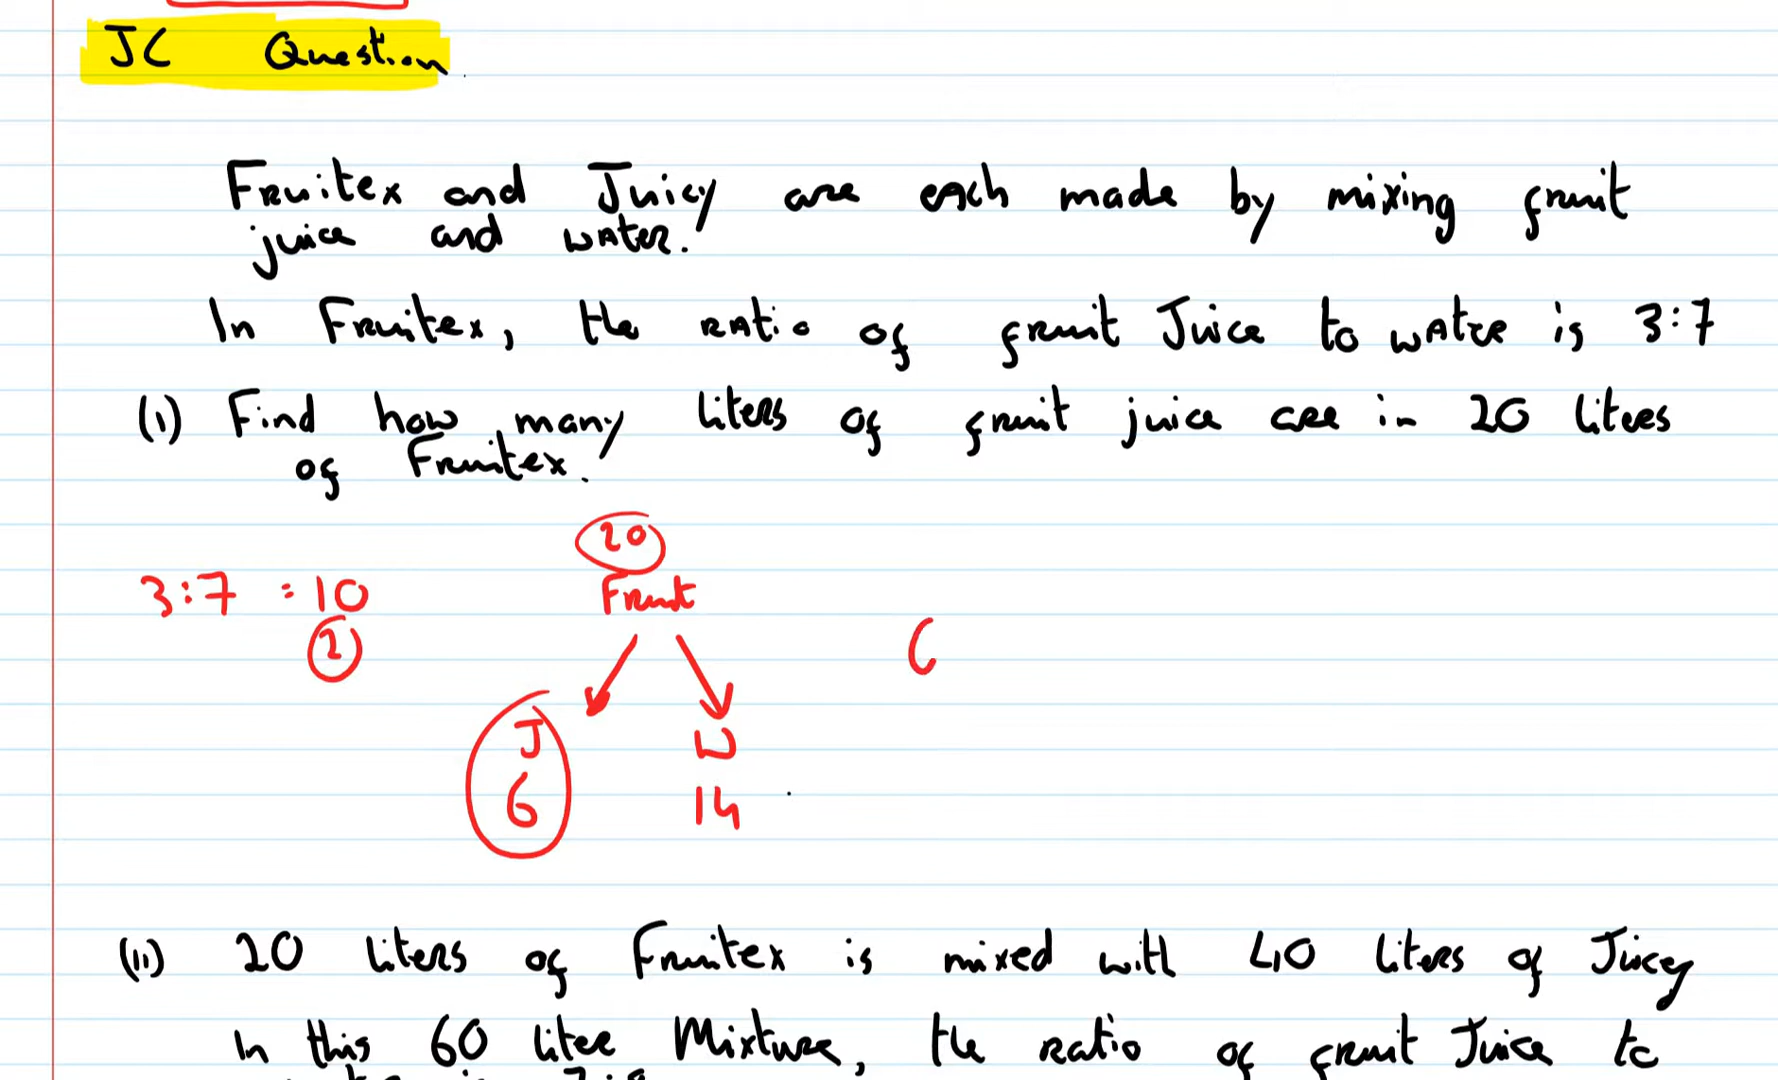 JC Question
Fruitex and Juicy are each made by mixing fruit
juice and water.
In Fruitex, the ratio of fruit Juice to water is 3:7
(i) Find how many liters of fruit juice are in 20 liters
of Fruitex.
20
3:7 = 10 Fruit
2 (
J W
6 14
(ii) 20 liters of Fruitex is mixed with 40 liters of Juicy
In this 60 liter Mixture, the ratio of fruit Juice to